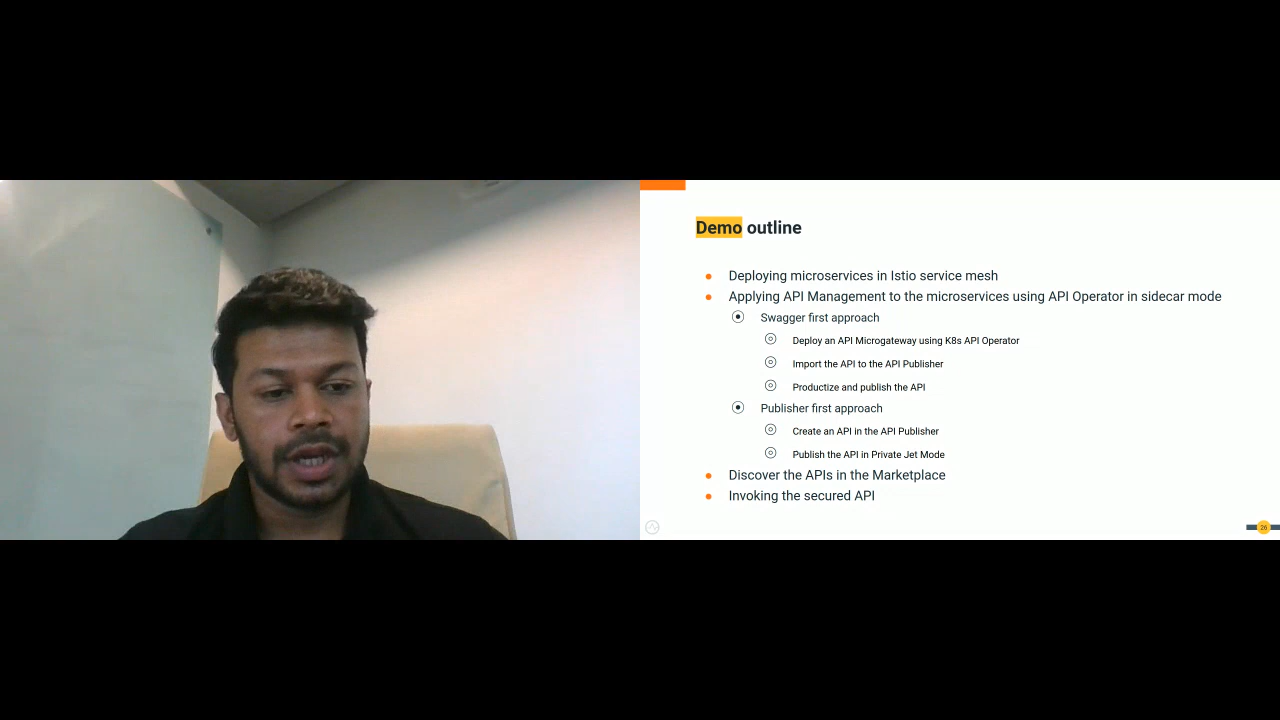 Demo outline
Deploying microservices in Istio service mesh
Applying API Management to the microservices using API Operator in sidecar mode
Swagger first approach
Deploy an API Microgateway using K8s API Operator
Import the API to the API Publisher
Productize and publish the API
Publisher first approach
Create an API in the API Publisher
Publish the API in Private Jet Mode
Discover the APIs in the Marketplace
Invoking the secured API
26